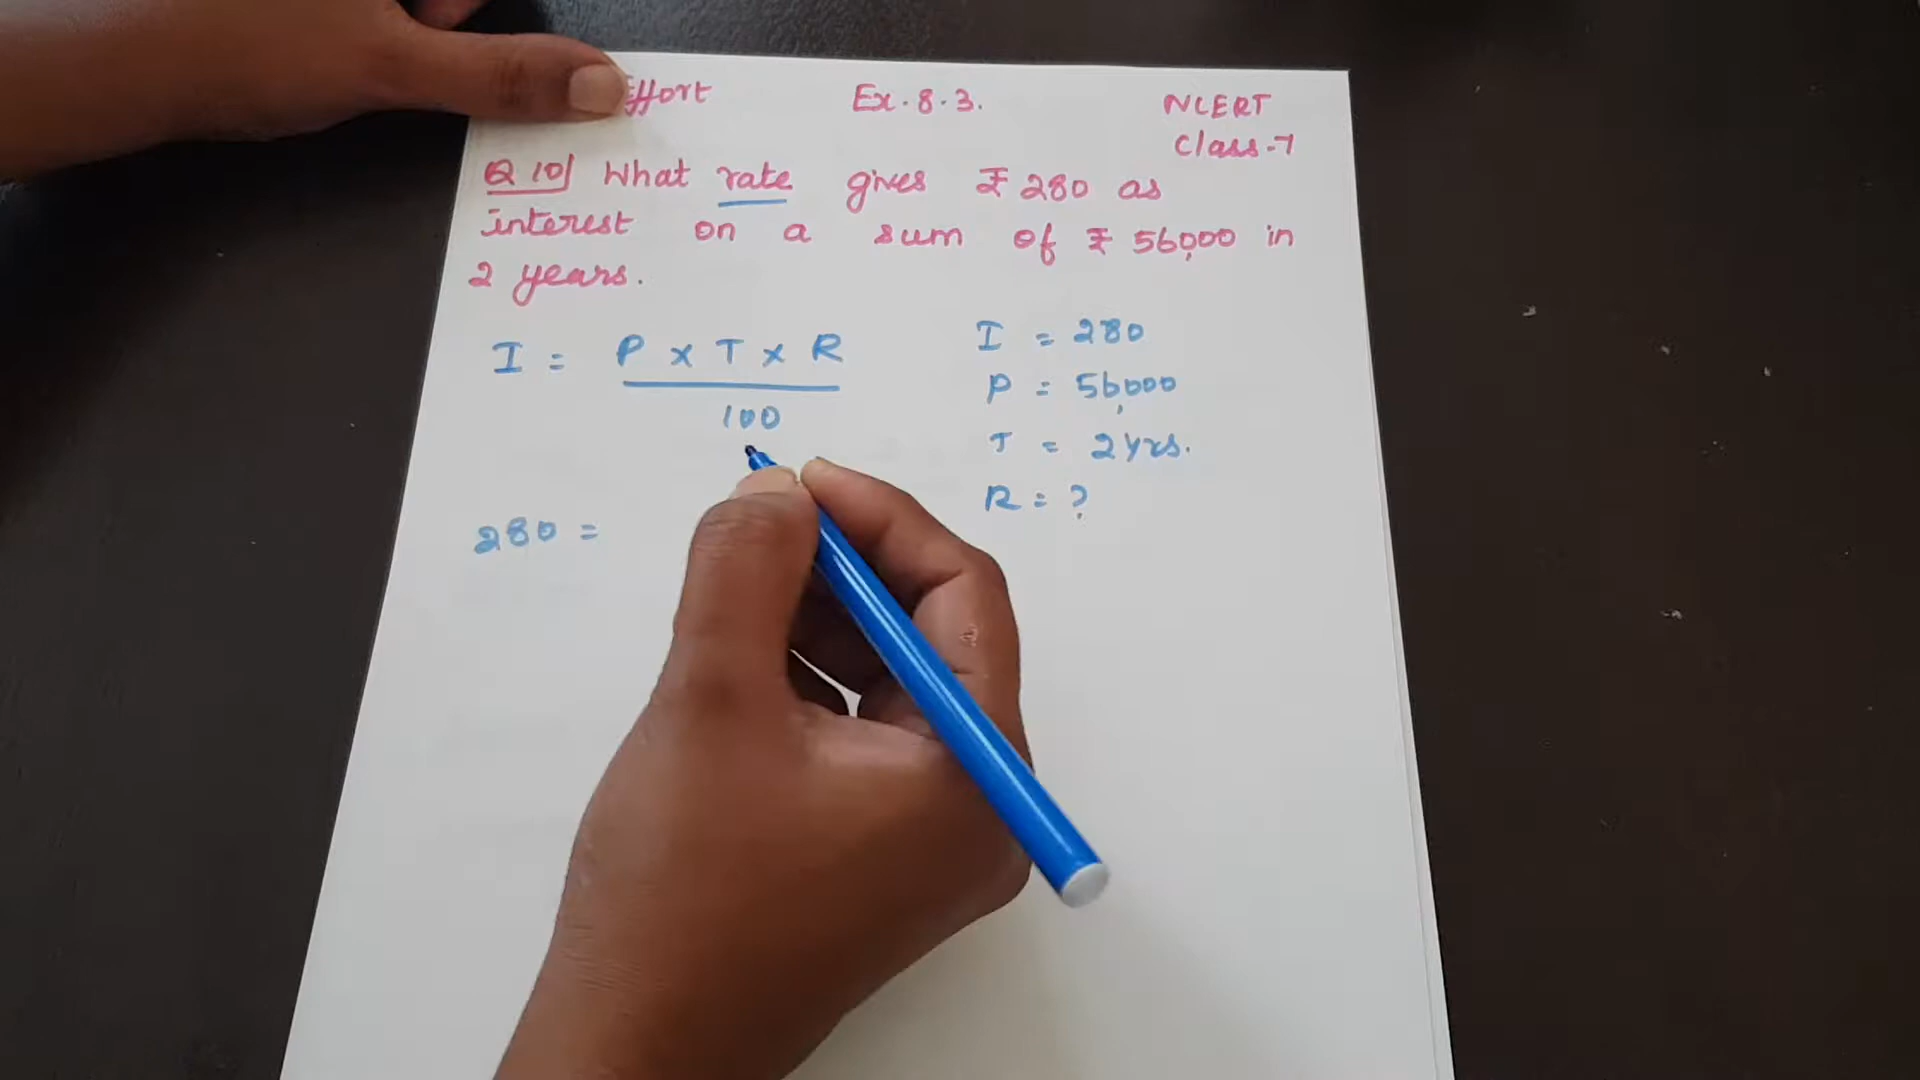 Effort Ex. 8.3. NCERT
Class-7
Q 10) What rate gives ₹ 280 as
interest on a sum of ₹ 56,000 in
2 years.
I = P x T x R
100
I = 280
P = 56,000
T = 2 yrs.
R = ?
280 =